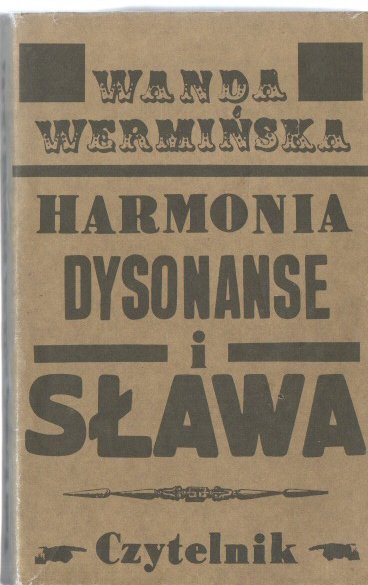 WANDA
WERMIŃSKA
HARMONIA
DYSONANSE
i
SŁAWA
Czytelnik